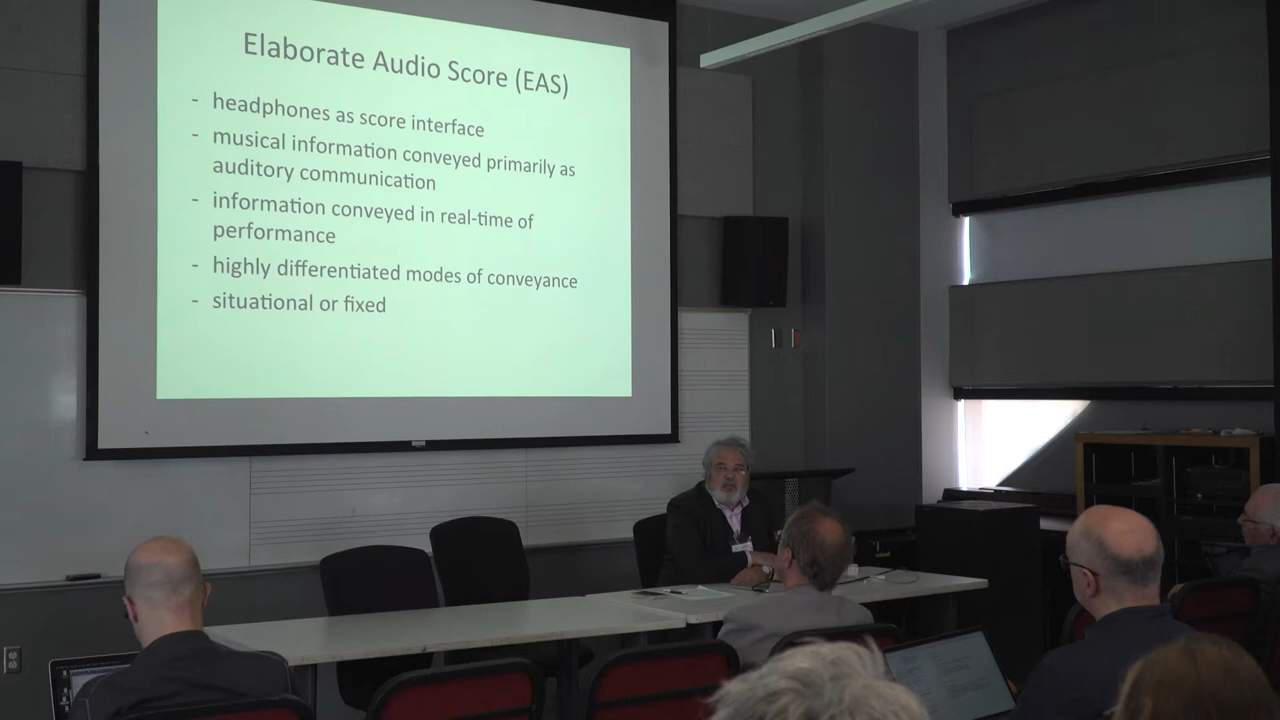 Elaborate Audio Score (EAS)
- headphones as score interface
- musical information conveyed primarily as
auditory communication
- information conveyed in real-time of
performance
- highly differentiated modes of conveyance
- situational or fixed